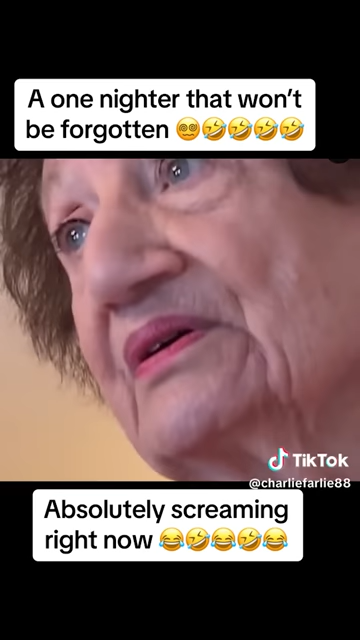 A one nighter that won't
be forgotten 😵‍💫🤣🤣🤣🤣
TikTok
@charliefarlie88
Absolutely screaming
right now 😂🤣😂🤣😂